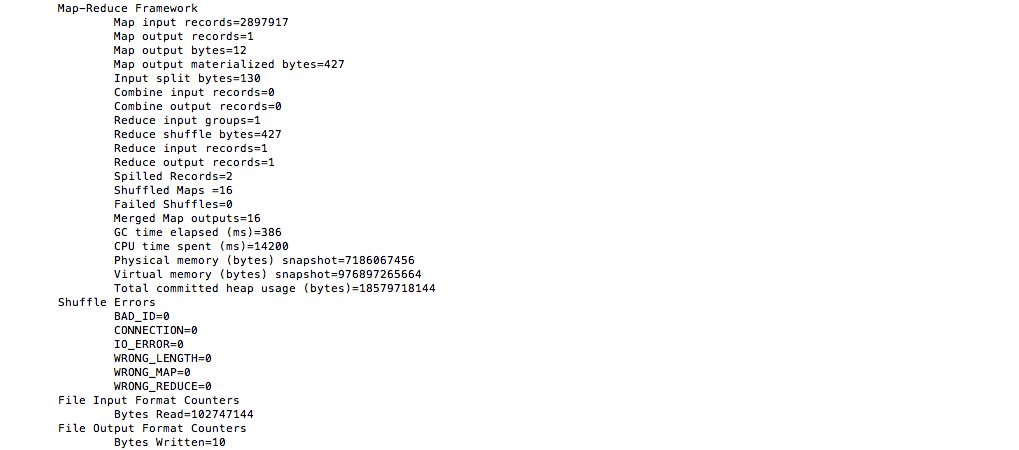 Map-Reduce Framework
Map input records=2897917
Map output records=1
Map output bytes=12
Map output materialized bytes=427
Input split bytes=130
Combine input records=0
Combine output records=0
Reduce input groups=1
Reduce shuffle bytes=427
Reduce input records=1
Reduce output records=1
Spilled Records=2
Shuffled Maps =16
Failed Shuffles=0
Merged Map outputs=16
GC time elapsed (ms)=386
CPU time spent (ms)=14200
Physical memory (bytes) snapshot=7186067456
Virtual memory (bytes) snapshot=976897265664
Total committed heap usage (bytes)=18579718144
Shuffle Errors
BAD_ID=0
CONNECTION=0
IO_ERROR=0
WRONG_LENGTH=0
WRONG_MAP=0
WRONG_REDUCE=0
File Input Format Counters
Bytes Read=102747144
File Output Format Counters
Bytes Written=10